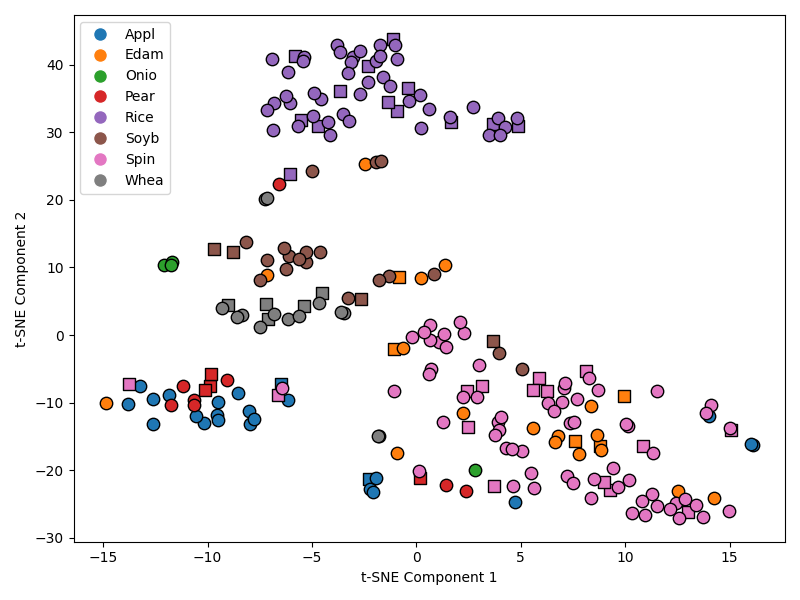 Appl
Edam
Onio
Pear
Rice
Soyb
Spin
Whea
40
30
20
10
0
−10
−20
−30
t-SNE Component 2
−15 −10 −5 0 5 10 15
t-SNE Component 1